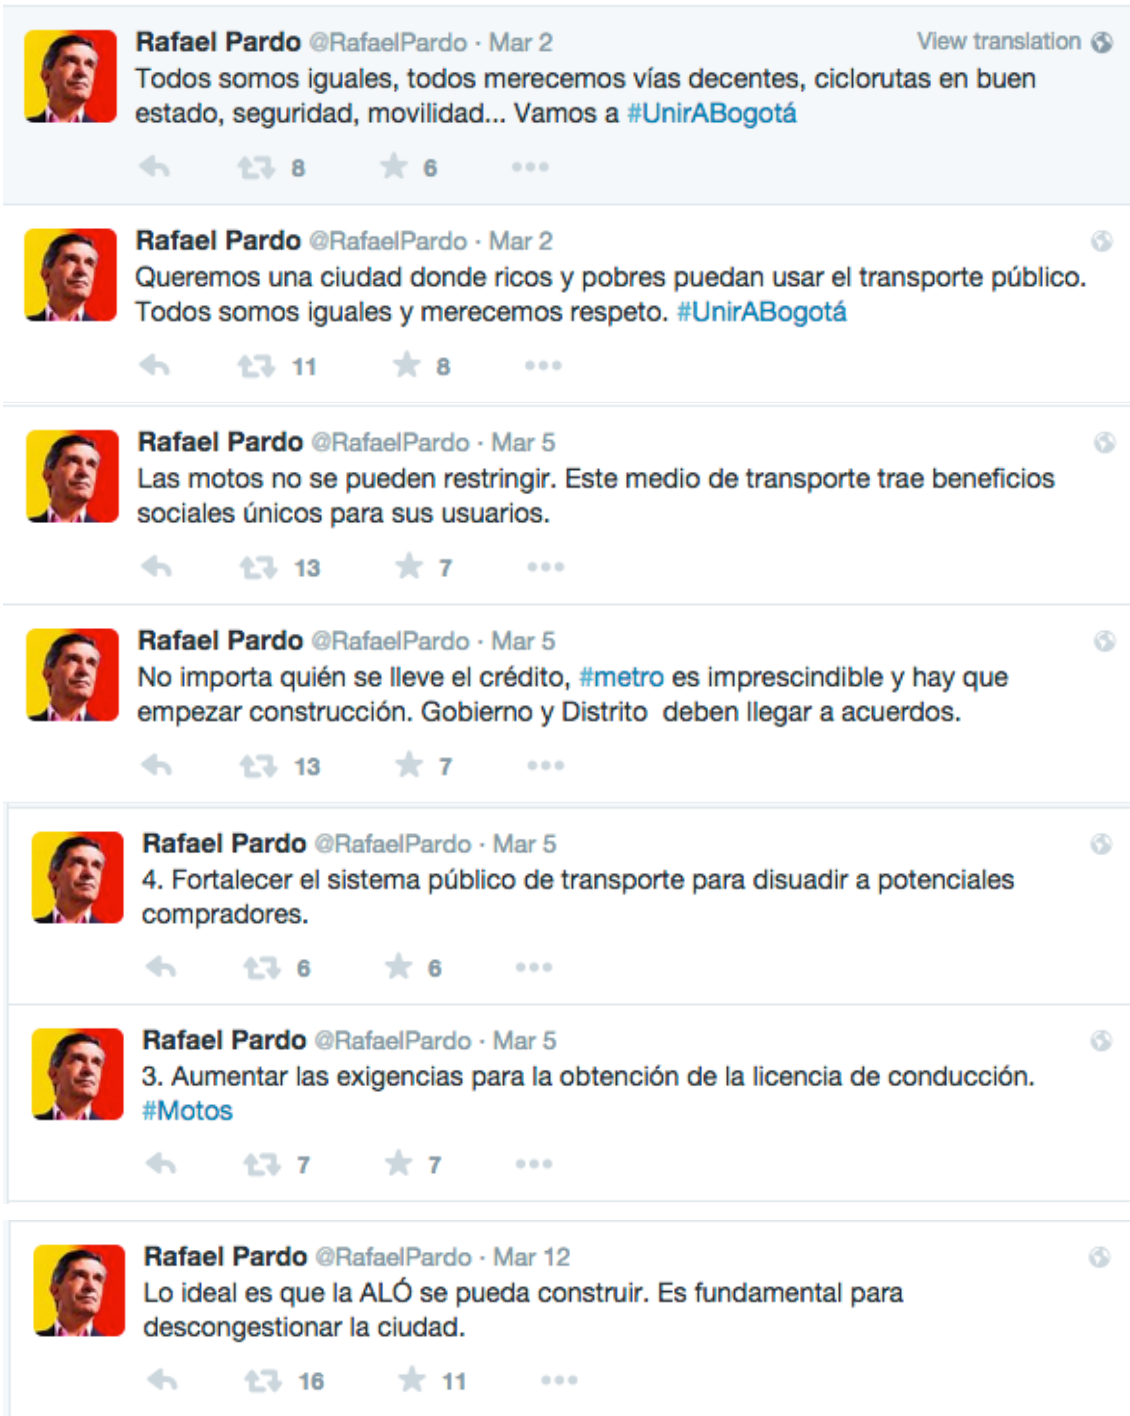 Rafael Pardo @RafaelPardo · Mar 2 View translation
Todos somos iguales, todos merecemos vías decentes, ciclorutas en buen
estado, seguridad, movilidad... Vamos a #UnirABogotá
8 6
Rafael Pardo @RafaelPardo · Mar 2
Queremos una ciudad donde ricos y pobres puedan usar el transporte público.
Todos somos iguales y merecemos respeto. #UnirABogotá
11 8
Rafael Pardo @RafaelPardo · Mar 5
Las motos no se pueden restringir. Este medio de transporte trae beneficios
sociales únicos para sus usuarios.
13 7
Rafael Pardo @RafaelPardo · Mar 5
No importa quién se lleve el crédito, #metro es imprescindible y hay que
empezar construcción. Gobierno y Distrito  deben llegar a acuerdos.
13 7
Rafael Pardo @RafaelPardo · Mar 5
4. Fortalecer el sistema público de transporte para disuadir a potenciales
compradores.
6 6
Rafael Pardo @RafaelPardo · Mar 5
3. Aumentar las exigencias para la obtención de la licencia de conducción.
#Motos
7 7
Rafael Pardo @RafaelPardo · Mar 12
Lo ideal es que la ALÓ se pueda construir. Es fundamental para
descongestionar la ciudad.
16 11